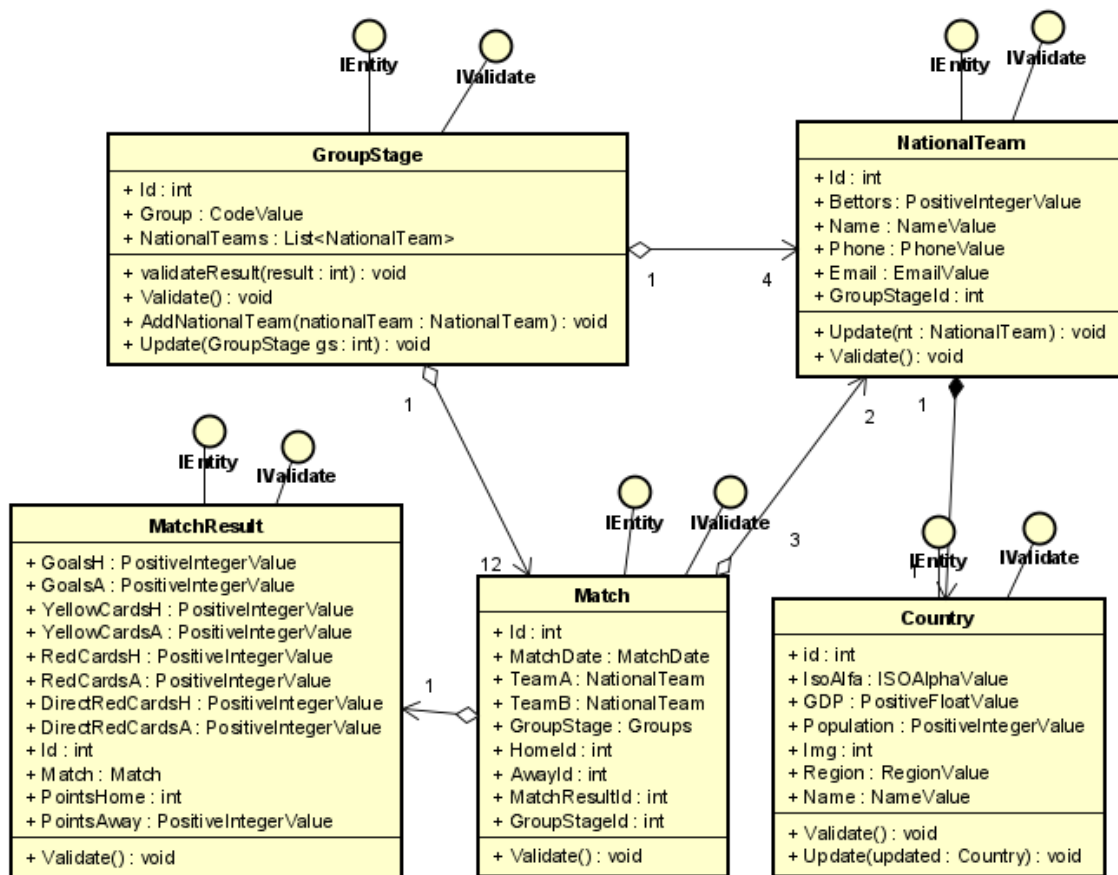 IEntity
IValidate
GroupStage
+ Id : int
+ Group : CodeValue
+ NationalTeams : List<NationalTeam>
+ validateResult(result : int) : void
+ Validate() : void
+ AddNationalTeam(nationalTeam : NationalTeam) : void
+ Update(GroupStage gs : int) : void
1
4
1
12
IEntity
IValidate
NationalTeam
+ Id : int
+ Bettors : PositiveIntegerValue
+ Name : NameValue
+ Phone : PhoneValue
+ Email : EmailValue
+ GroupStageId : int
+ Update(nt : NationalTeam) : void
+ Validate() : void
2
1
3
IEntity
IValidate
MatchResult
+ GoalsH : PositiveIntegerValue
+ GoalsA : PositiveIntegerValue
+ YellowCardsH : PositiveIntegerValue
+ YellowCardsA : PositiveIntegerValue
+ RedCardsH : PositiveIntegerValue
+ RedCardsA : PositiveIntegerValue
+ DirectRedCardsH : PositiveIntegerValue
+ DirectRedCardsA : PositiveIntegerValue
+ Id : int
+ Match : Match
+ PointsHome : int
+ PointsAway : PositiveIntegerValue
+ Validate() : void
1
IEntity
IValidate
Match
+ Id : int
+ MatchDate : MatchDate
+ TeamA : NationalTeam
+ TeamB : NationalTeam
+ GroupStage : Groups
+ HomeId : int
+ AwayId : int
+ MatchResultId : int
+ GroupStageId : int
+ Validate() : void
IEntity
IValidate
Country
+ id : int
+ IsoAlfa : ISOAlphaValue
+ GDP : PositiveFloatValue
+ Population : PositiveIntegerValue
+ Img : int
+ Region : RegionValue
+ Name : NameValue
+ Validate() : void
+ Update(updated : Country) : void